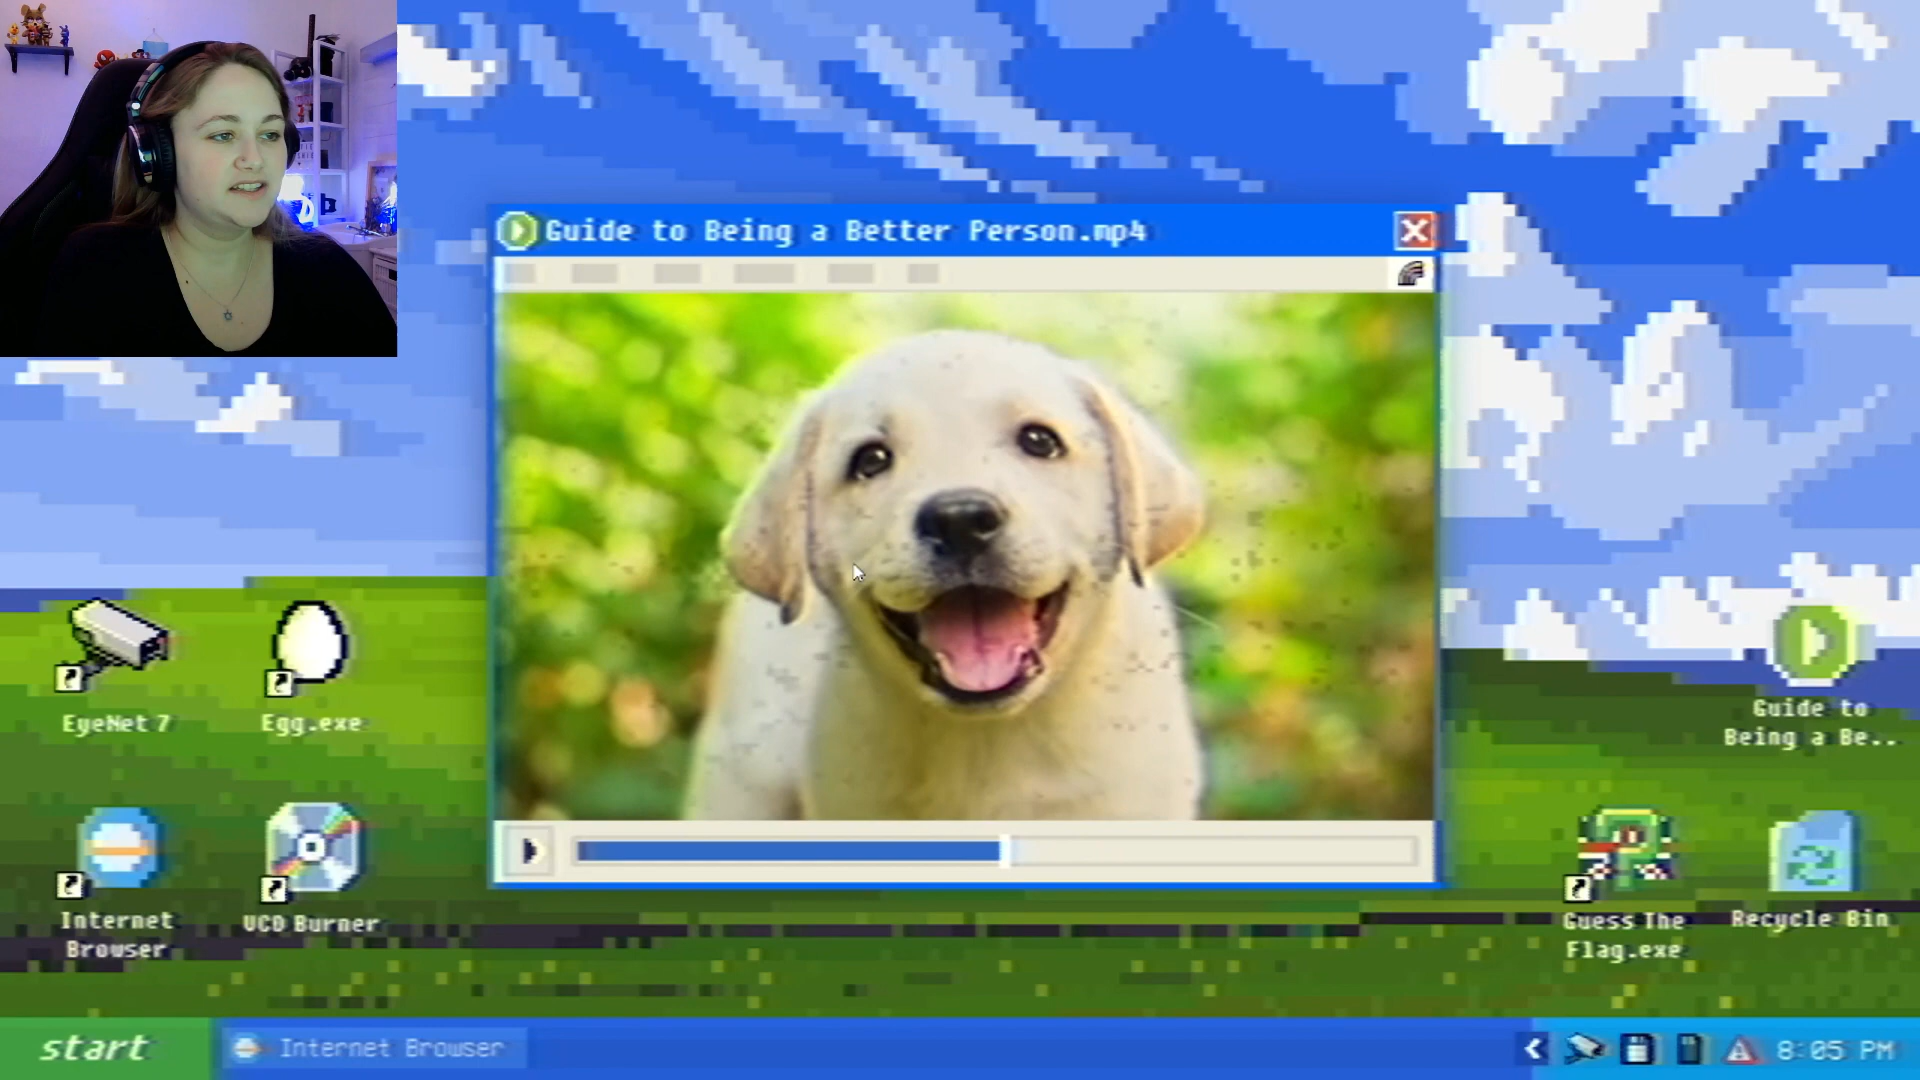 Guide to Being a Better Person.mp4
EyeNet 7
Egg.exe
Guide to
Being a Be..
Internet
Browser
VCD Burner
Guess The
Flag.exe
Recycle Bin
start
Internet Browser
8:05 PM